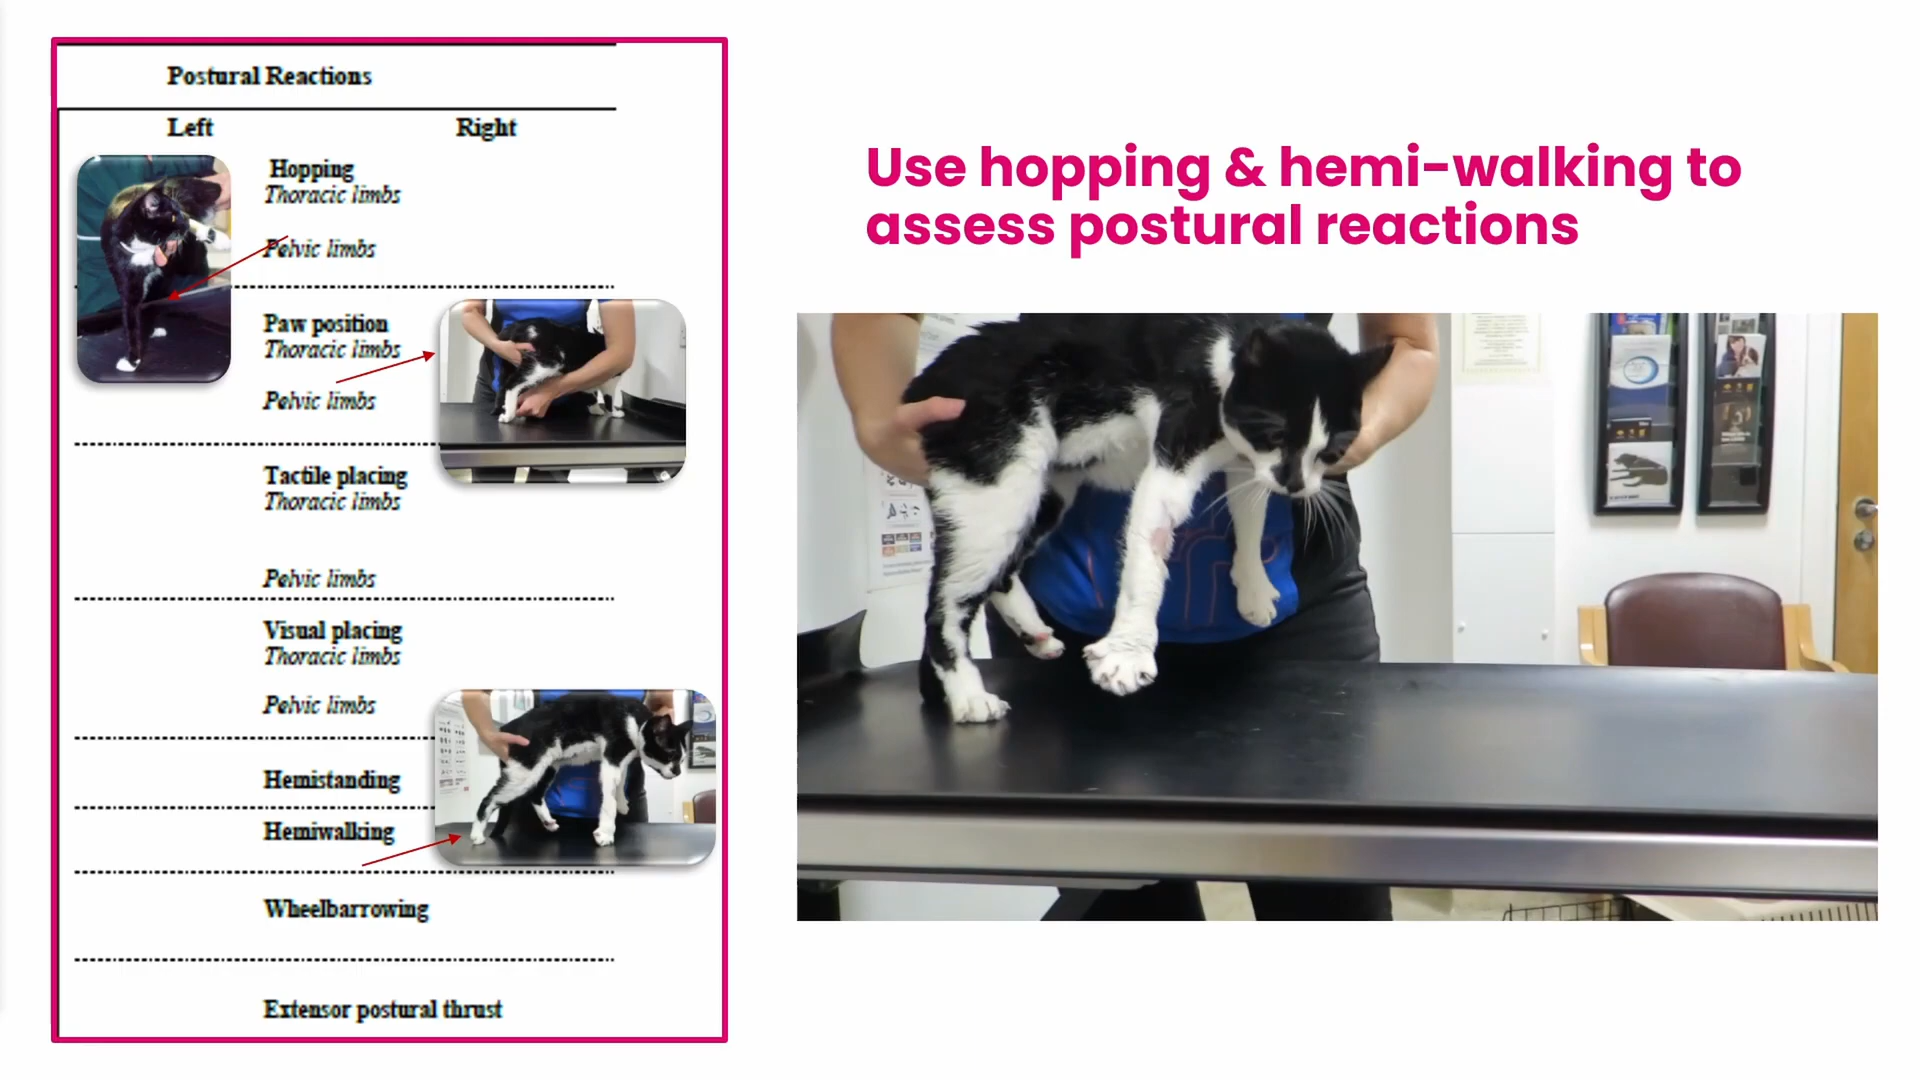 Postural Reactions
Left Right
Hopping
Thoracic limbs
Pelvic limbs
Paw position
Thoracic limbs
Pelvic limbs
Tactile placing
Thoracic limbs
Pelvic limbs
Visual placing
Thoracic limbs
Pelvic limbs
Hemistanding
Hemiwalking
Wheelbarrowing
Extensor postural thrust
Use hopping & hemi-walking to
assess postural reactions